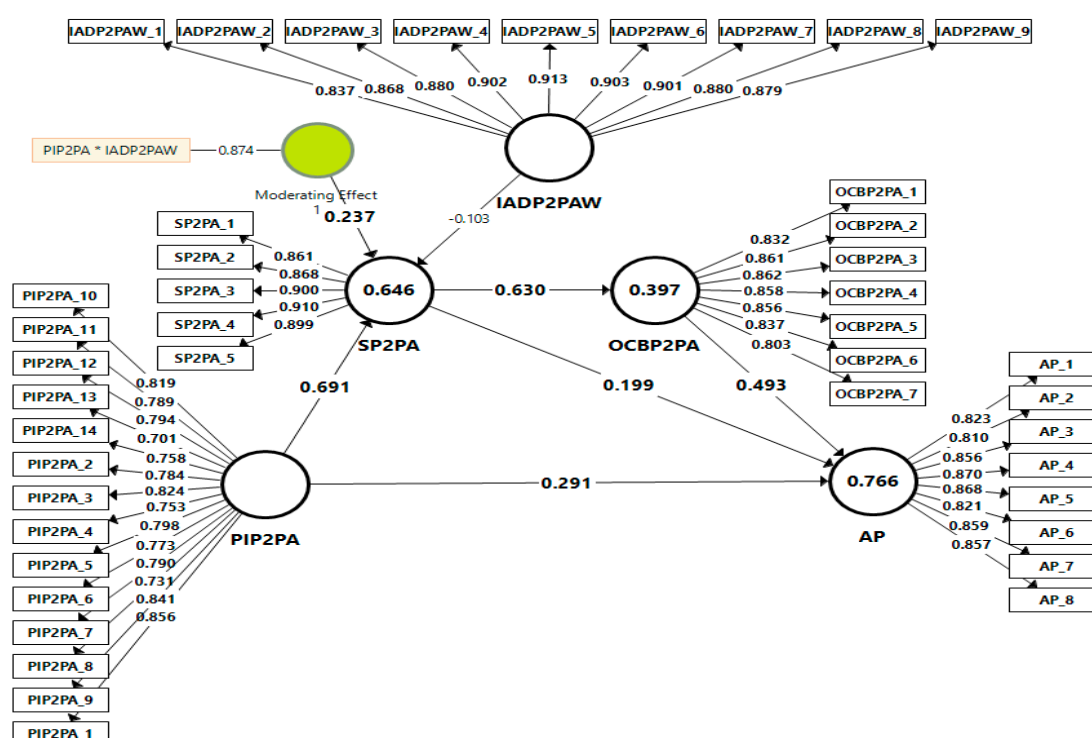 IADP2PAW_1 IADP2PAW_2 IADP2PAW_3 IADP2PAW_4 IADP2PAW_5 IADP2PAW_6 IADP2PAW_7 IADP2PAW_8 IADP2PAW_9
0.837 0.868 0.880 0.902 0.913 0.903 0.901 0.880 0.879
PIP2PA * IADP2PAW 0.874
Moderating Effect
1
IADP2PAW
0.237
-0.103
SP2PA_1
SP2PA_2
SP2PA_3
SP2PA_4
SP2PA_5
0.861
0.868
0.900
0.910
0.899
0.646
SP2PA
0.630
0.397
OCBP2PA
0.832
0.861
0.862
0.858
0.856
0.837
0.803
OCBP2PA_1
OCBP2PA_2
OCBP2PA_3
OCBP2PA_4
OCBP2PA_5
OCBP2PA_6
OCBP2PA_7
PIP2PA_10
PIP2PA_11
PIP2PA_12
PIP2PA_13
PIP2PA_14
PIP2PA_2
PIP2PA_3
PIP2PA_4
PIP2PA_5
PIP2PA_6
PIP2PA_7
PIP2PA_8
PIP2PA_9
PIP2PA_1
0.819
0.789
0.794
0.701
0.758
0.784
0.824
0.753
0.798
0.773
0.790
0.731
0.841
0.856
PIP2PA
0.691
0.199
0.493
0.291
0.766
AP
0.823
0.810
0.856
0.870
0.868
0.821
0.859
0.857
AP_1
AP_2
AP_3
AP_4
AP_5
AP_6
AP_7
AP_8